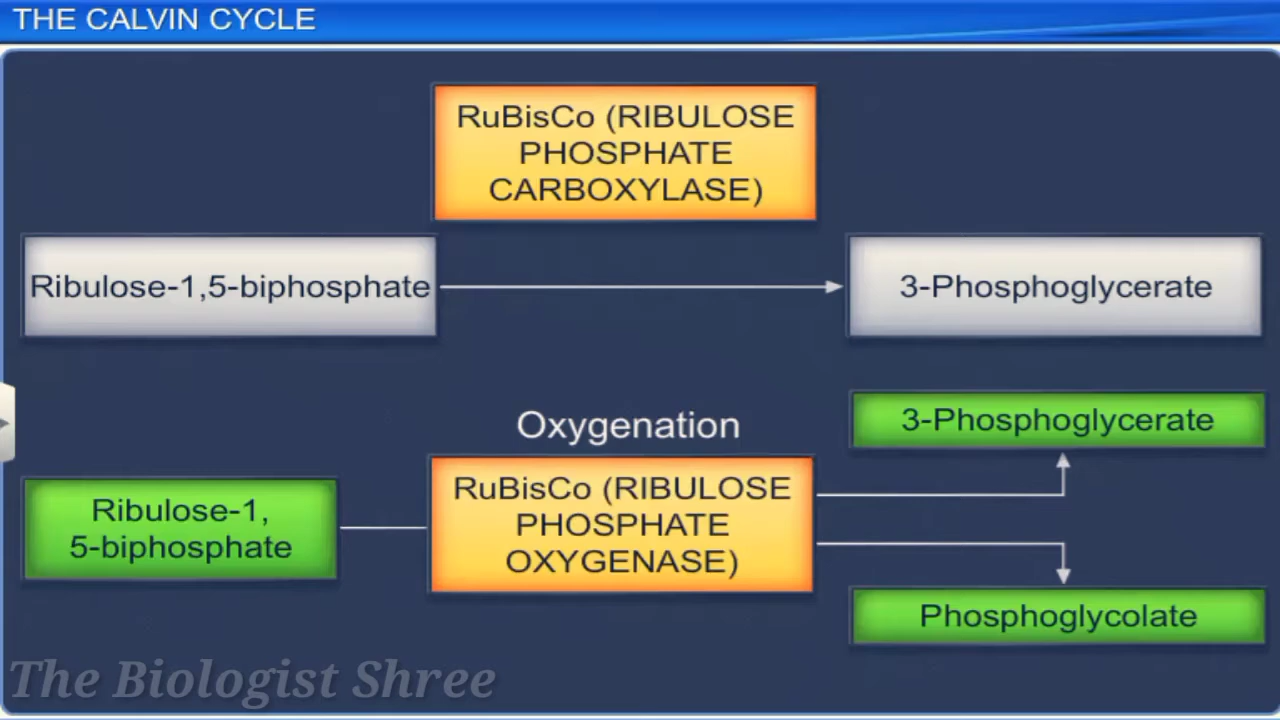 THE CALVIN CYCLE
RuBisCo (RIBULOSE
PHOSPHATE
CARBOXYLASE)
Ribulose-1,5-biphosphate
3-Phosphoglycerate
Oxygenation
3-Phosphoglycerate
RuBisCo (RIBULOSE
PHOSPHATE
OXYGENASE)
Ribulose-1,
5-biphosphate
Phosphoglycolate
The Biologist Shree